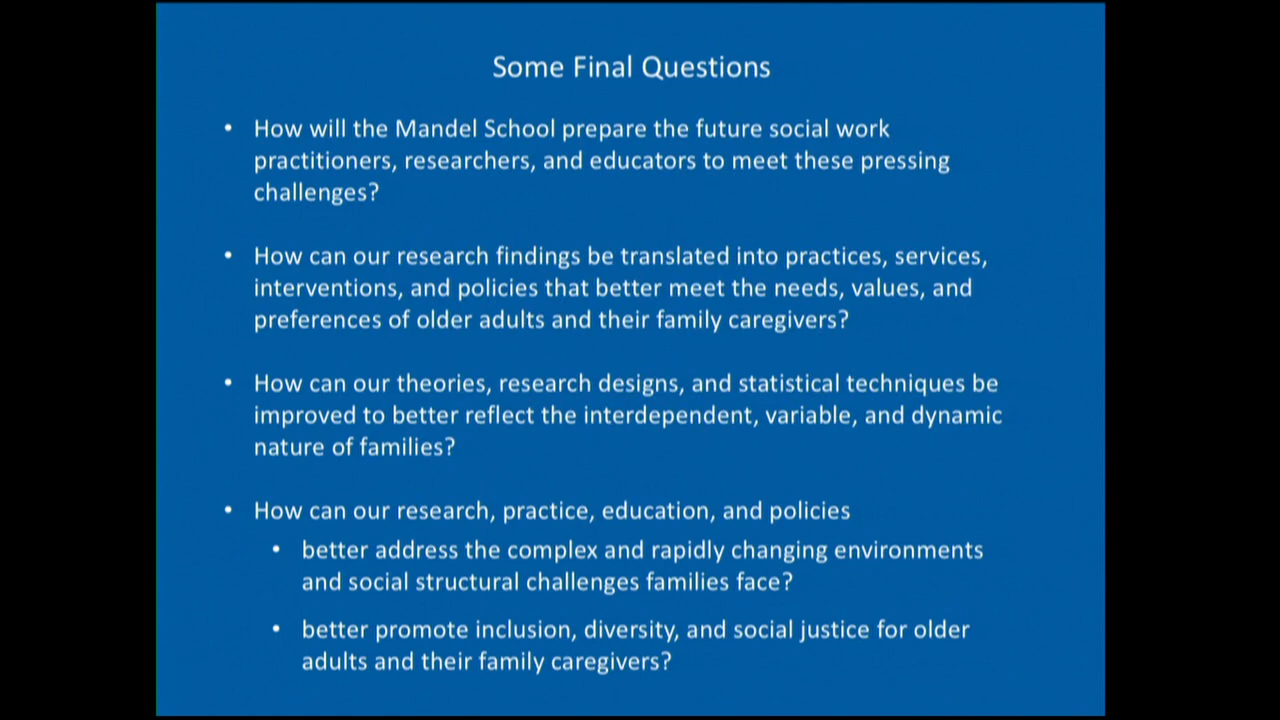 Some Final Questions
• How will the Mandel School prepare the future social work
practitioners, researchers, and educators to meet these pressing
challenges?
• How can our research findings be translated into practices, services,
interventions, and policies that better meet the needs, values, and
preferences of older adults and their family caregivers?
• How can our theories, research designs, and statistical techniques be
improved to better reflect the interdependent, variable, and dynamic
nature of families?
• How can our research, practice, education, and policies
• better address the complex and rapidly changing environments
and social structural challenges families face?
• better promote inclusion, diversity, and social justice for older
adults and their family caregivers?